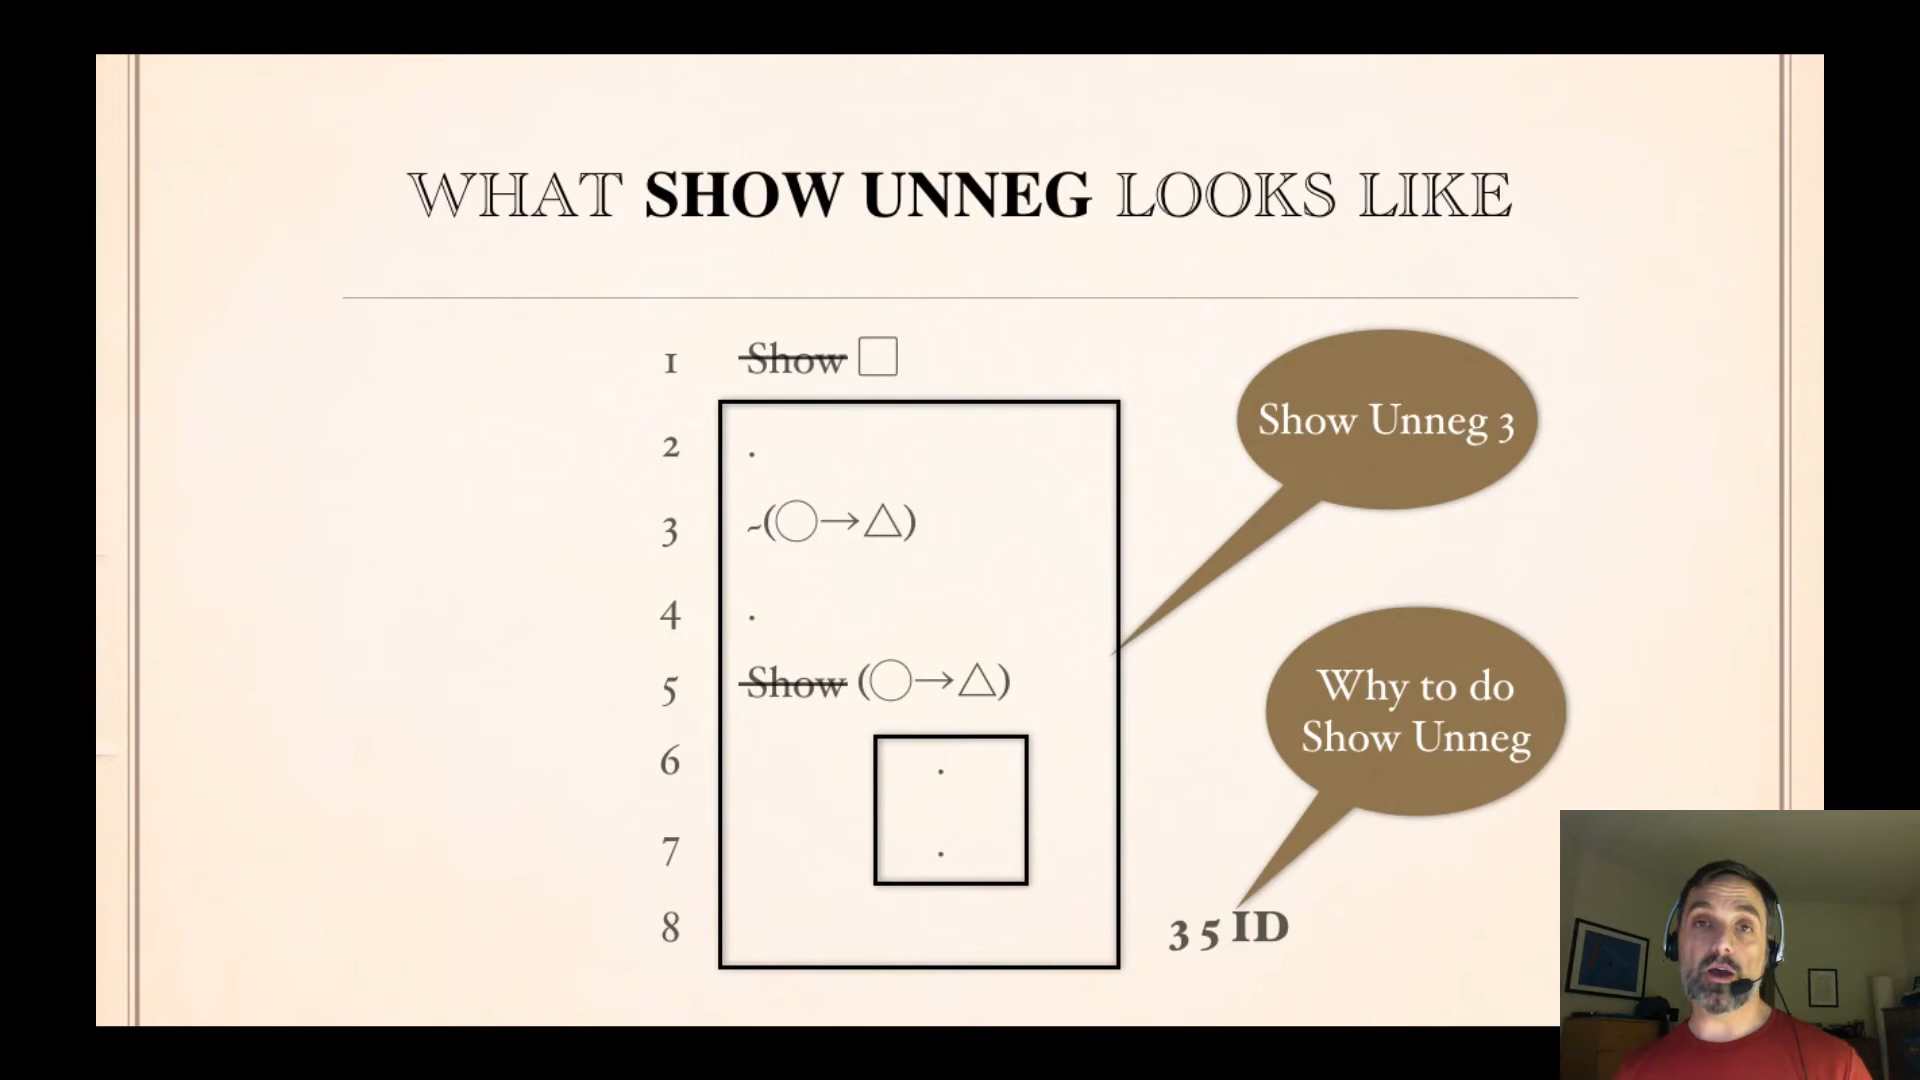 WHAT SHOW UNNEG LOOKS LIKE
1 Show □
2 .
3 ~(○→△)
4 .
5 Show (○→△)
6 .
7 .
8 3 5 ID
Show Unneg 3
Why to do
Show Unneg